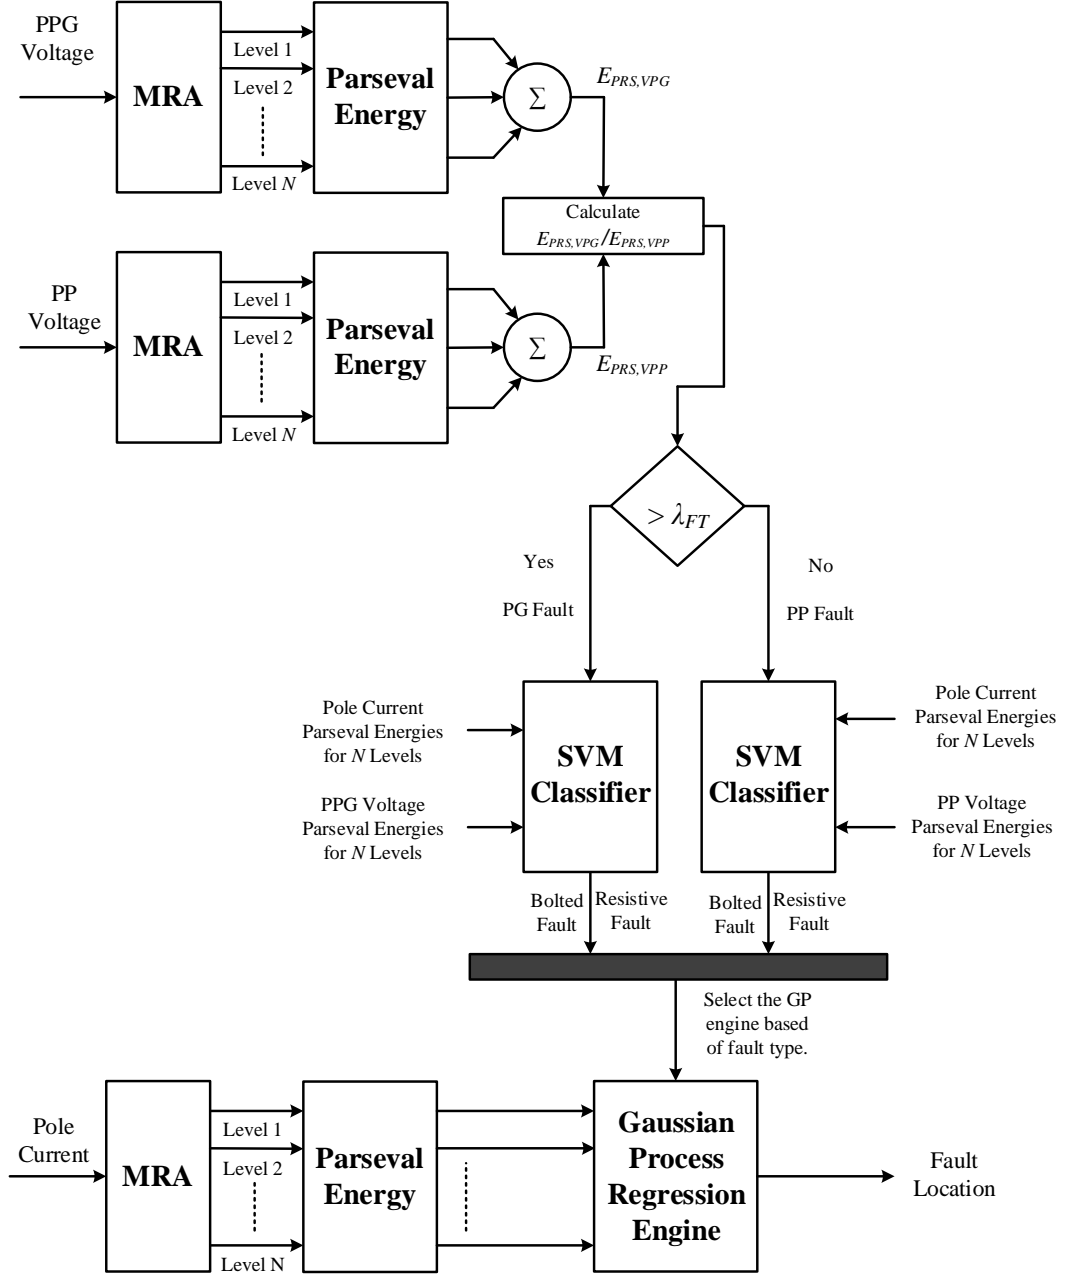 PPG
Voltage
MRA
Level 1
Level 2
Level N
Parseval
Energy
Σ
E_PRS,VPG
Calculate
E_PRS,VPG/E_PRS,VPP
PP
Voltage
MRA
Level 1
Level 2
Level N
Parseval
Energy
Σ
E_PRS,VPP
> λ_FT
Yes
No
PG Fault
PP Fault
Pole Current
Parseval Energies
for N Levels
PPG Voltage
Parseval Energies
for N Levels
SVM
Classifier
SVM
Classifier
Pole Current
Parseval Energies
for N Levels
PP Voltage
Parseval Energies
for N Levels
Bolted
Fault
Resistive
Fault
Bolted
Fault
Resistive
Fault
Select the GP
engine based
of fault type.
Pole
Current
MRA
Level 1
Level 2
Level N
Parseval
Energy
Gaussian
Process
Regression
Engine
Fault
Location